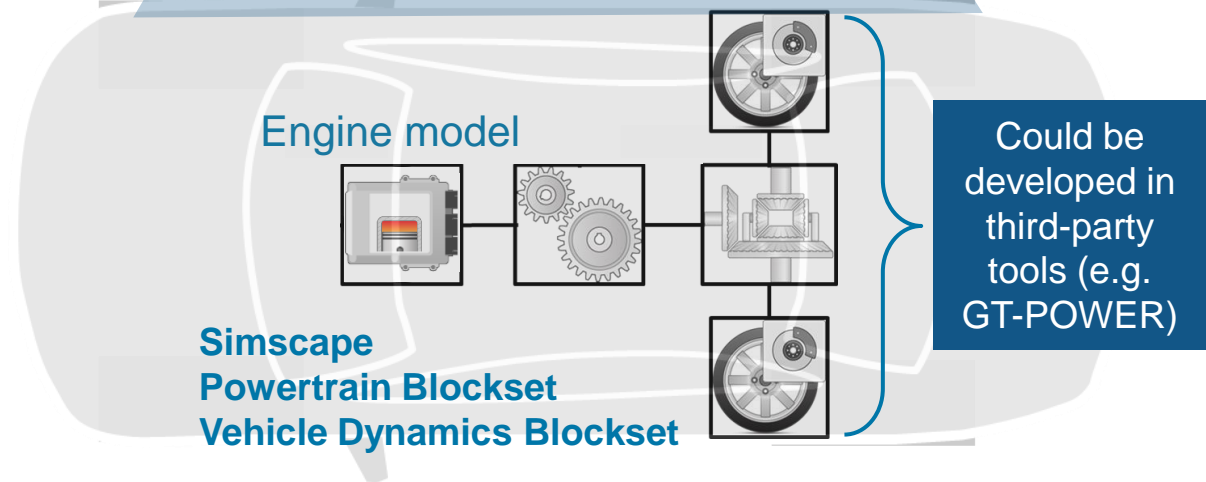 Engine model
Simscape
Powertrain Blockset
Vehicle Dynamics Blockset
Could be
developed in
third-party
tools (e.g.
GT-POWER)